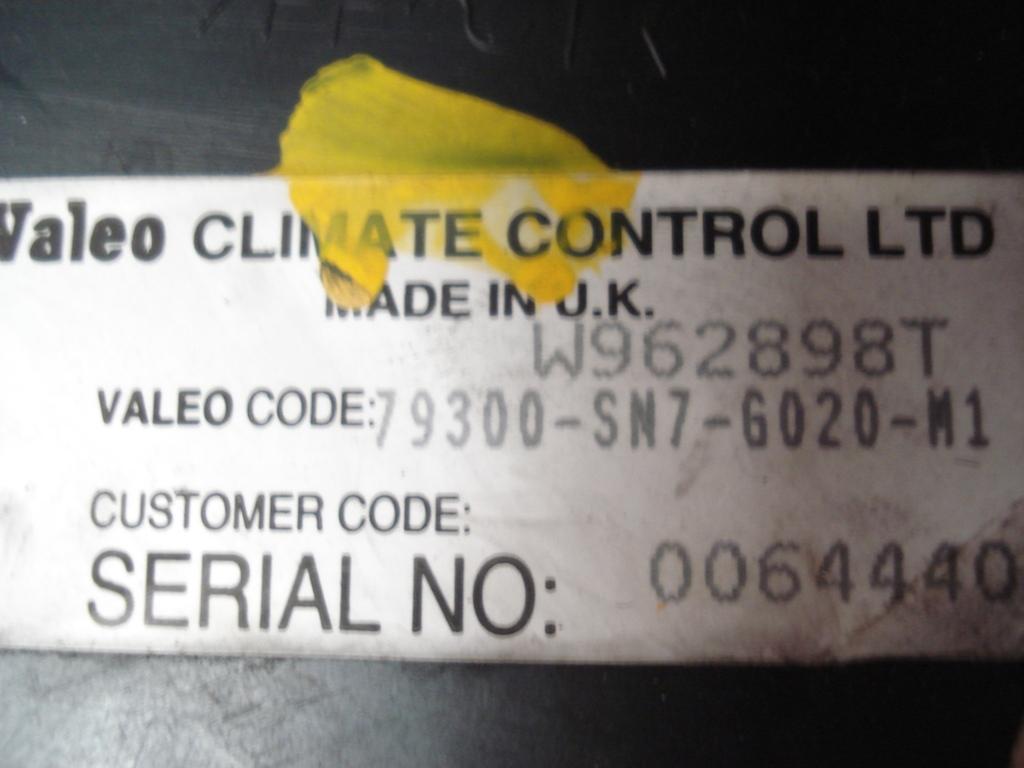 Valeo CLIMATE CONTROL LTD
MADE IN U.K.
W962898T
VALEO CODE:79300-SN7-G020-M1
CUSTOMER CODE:
SERIAL NO: 0064440